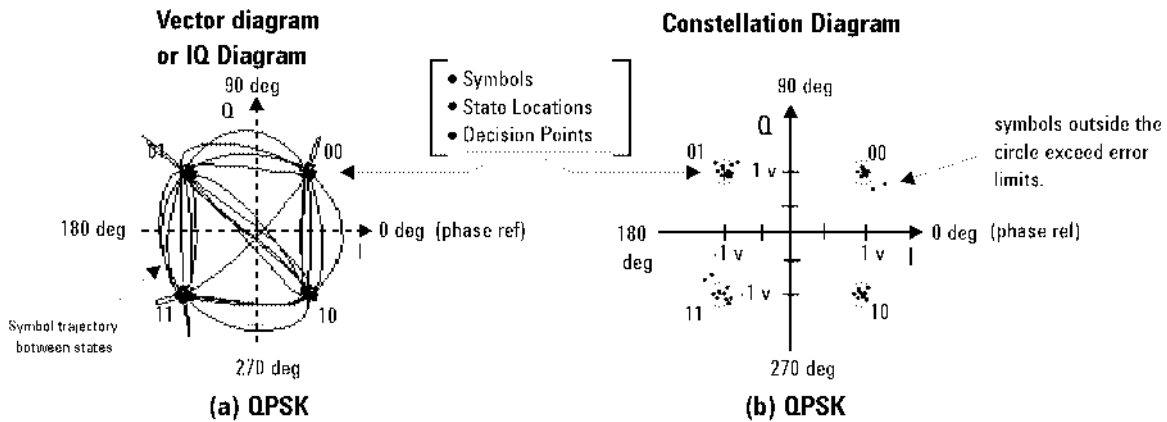 Vector diagram
or IQ Diagram
90 deg
Q
01
00
180 deg
0 deg (phase ref)
I
11
10
Symbol trajectory
between states
270 deg
(a) QPSK
• Symbols
• State Locations
• Decision Points
Constellation Diagram
90 deg
Q
01
00
1 v
symbols outside the
circle exceed error
limits.
180
deg
0 deg (phase ref)
1 v
1 v
I
1 v
11
10
270 deg
(b) QPSK